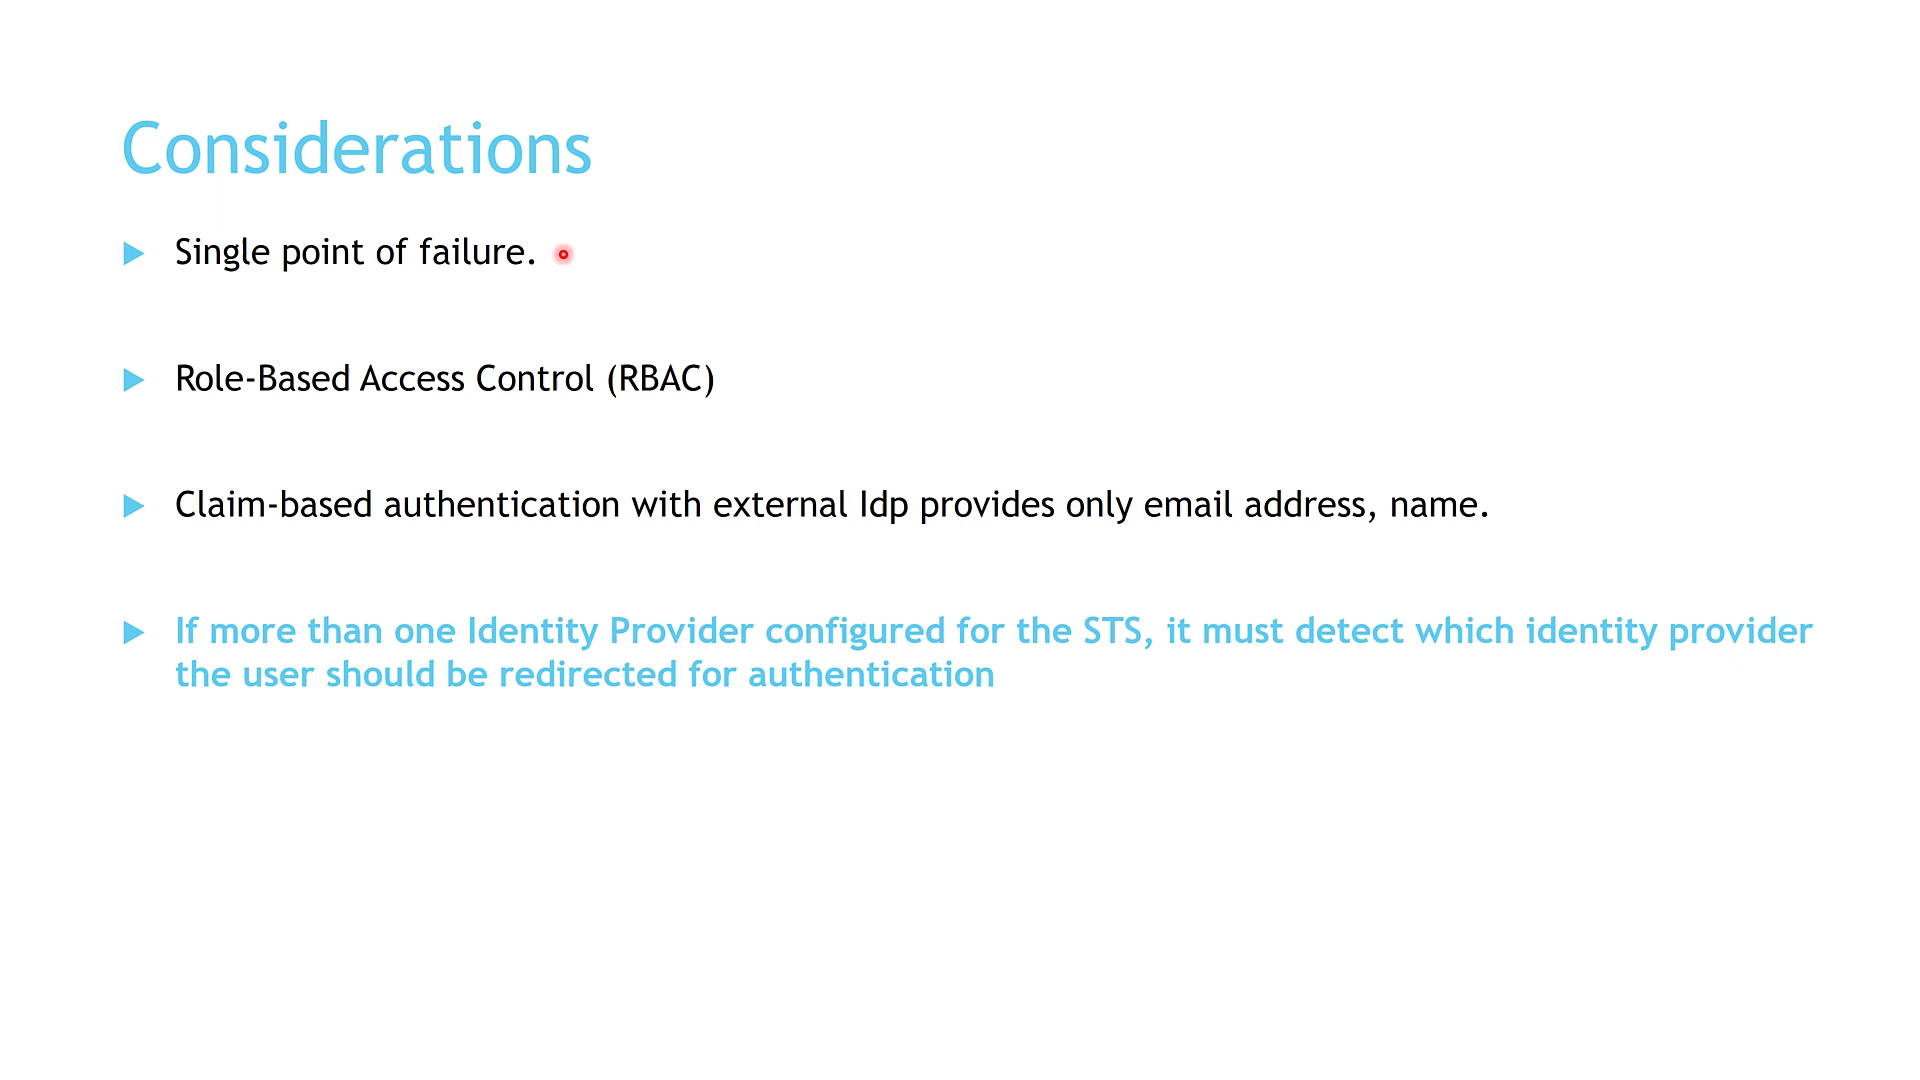 Considerations
Single point of failure.
Role-Based Access Control (RBAC)
Claim-based authentication with external Idp provides only email address, name.
If more than one Identity Provider configured for the STS, it must detect which identity provider
the user should be redirected for authentication